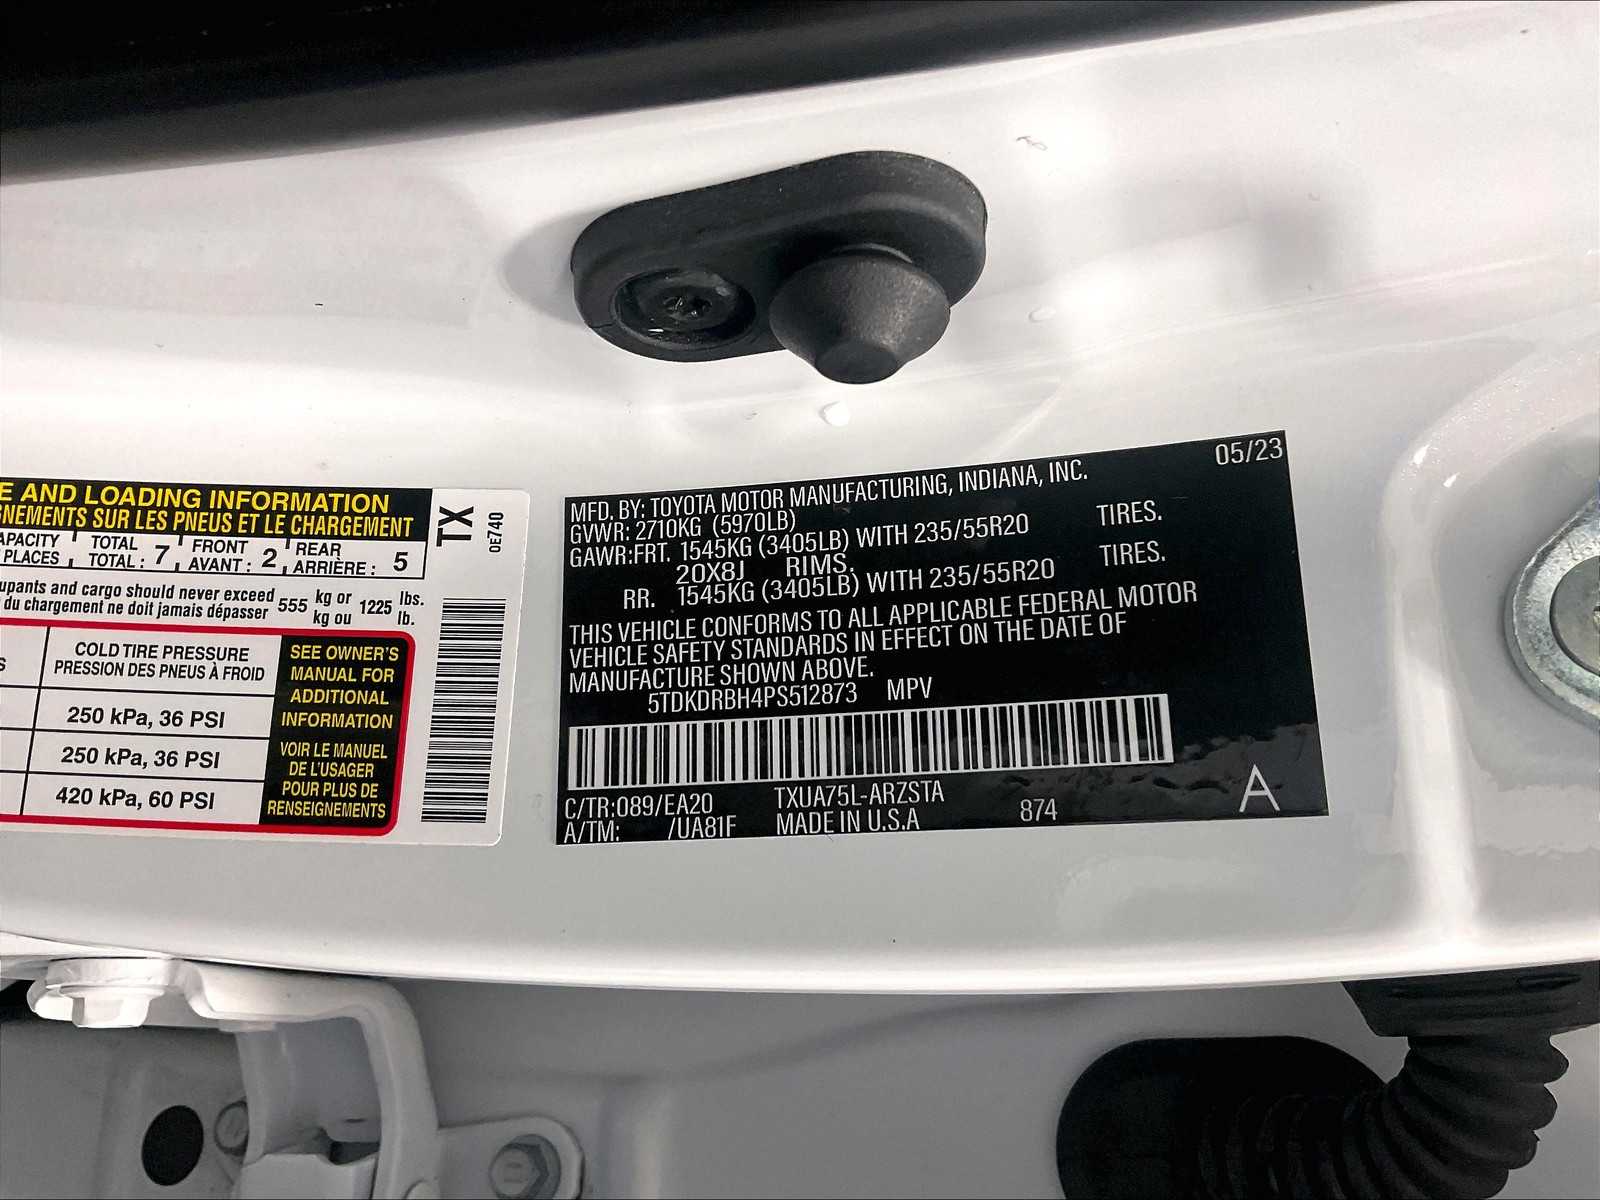 E AND LOADING INFORMATION
GNEMENTS SUR LES PNEUS ET LE CHARGEMENT
APACITY TOTAL FRONT REAR
PLACES TOTAL : 7 AVANT : 2 ARRIÈRE : 5
upants and cargo should never exceed 555 kg or 1225 lbs.
du chargement ne doit jamais dépasser kg ou lb.
S
COLD TIRE PRESSURE
PRESSION DES PNEUS À FROID
250 kPa, 36 PSI
250 kPa, 36 PSI
420 kPa, 60 PSI
SEE OWNER'S
MANUAL FOR
ADDITIONAL
INFORMATION
VOIR LE MANUEL
DE L'USAGER
POUR PLUS DE
RENSEIGNEMENTS
TX
0E740
05/23
MFD. BY: TOYOTA MOTOR MANUFACTURING, INDIANA, INC.
GVWR: 2710KG (5970LB)
GAWR:FRT. 1545KG (3405LB) WITH 235/55R20 TIRES.
20X8J RIMS.
RR. 1545KG (3405LB) WITH 235/55R20 TIRES.
THIS VEHICLE CONFORMS TO ALL APPLICABLE FEDERAL MOTOR
VEHICLE SAFETY STANDARDS IN EFFECT ON THE DATE OF
MANUFACTURE SHOWN ABOVE.
5TDKDRBH4PS512873 MPV
C/TR:089/EA20 TXUA75L-ARZSTA
A/TM: /UA81F MADE IN U.S.A 874 A